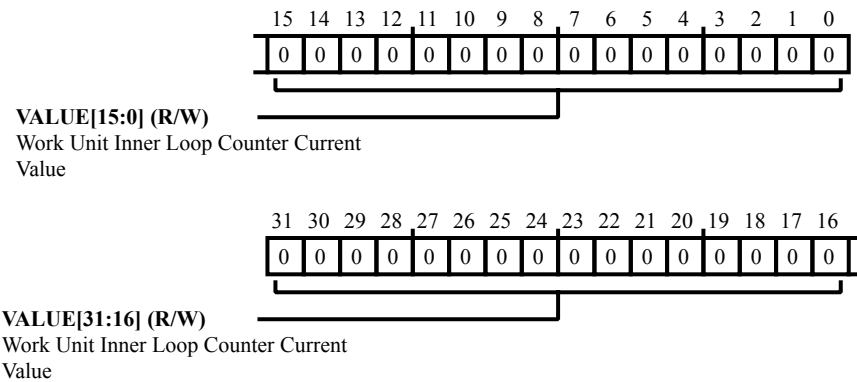 15 14 13 12 11 10 9 8 7 6 5 4 3 2 1 0
0 0 0 0 0 0 0 0 0 0 0 0 0 0 0 0
VALUE[15:0] (R/W)
Work Unit Inner Loop Counter Current
Value
31 30 29 28 27 26 25 24 23 22 21 20 19 18 17 16
0 0 0 0 0 0 0 0 0 0 0 0 0 0 0 0
VALUE[31:16] (R/W)
Work Unit Inner Loop Counter Current
Value